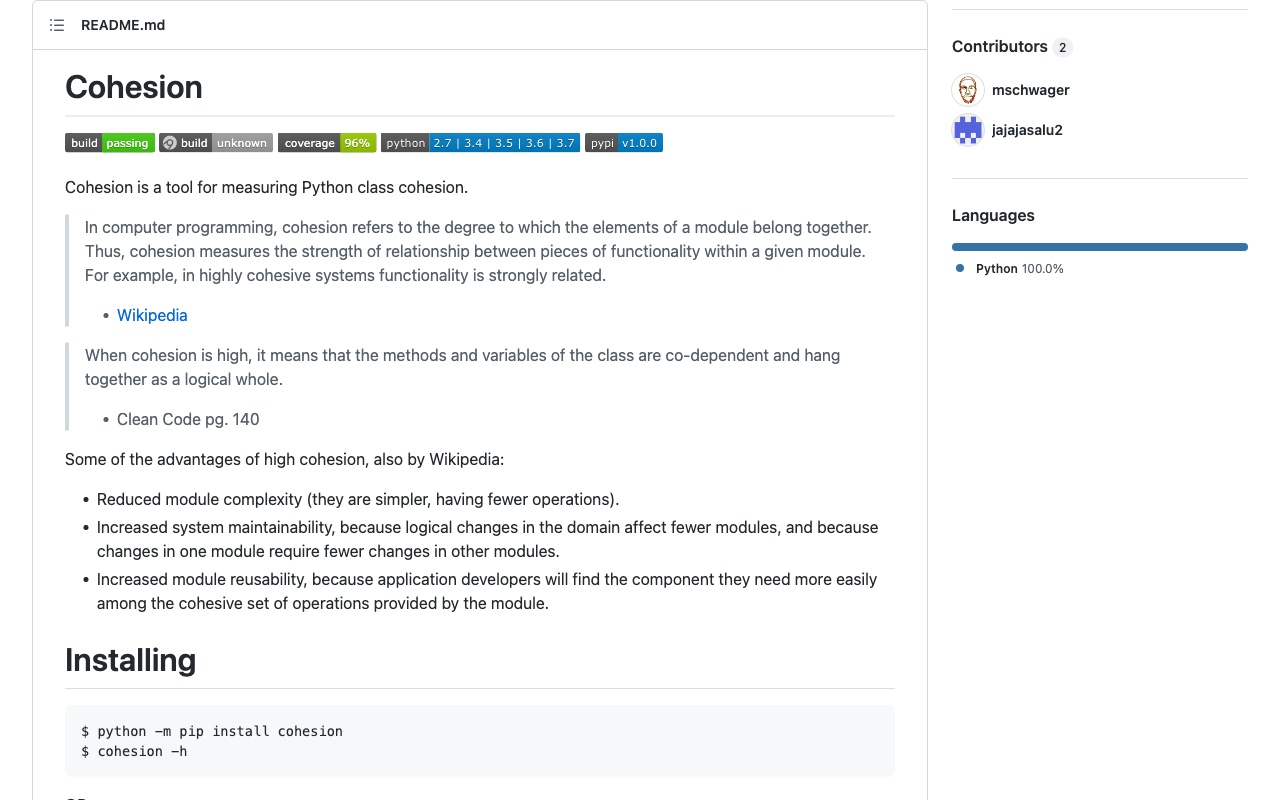 README.md
Cohesion
build passing build unknown coverage 96% python 2.7 | 3.4 | 3.5 | 3.6 | 3.7 pypi v1.0.0
Cohesion is a tool for measuring Python class cohesion.
In computer programming, cohesion refers to the degree to which the elements of a module belong together.
Thus, cohesion measures the strength of relationship between pieces of functionality within a given module.
For example, in highly cohesive systems functionality is strongly related.
• Wikipedia
When cohesion is high, it means that the methods and variables of the class are co-dependent and hang
together as a logical whole.
• Clean Code pg. 140
Some of the advantages of high cohesion, also by Wikipedia:
• Reduced module complexity (they are simpler, having fewer operations).
• Increased system maintainability, because logical changes in the domain affect fewer modules, and because
changes in one module require fewer changes in other modules.
• Increased module reusability, because application developers will find the component they need more easily
among the cohesive set of operations provided by the module.
Installing
$ python -m pip install cohesion
$ cohesion -h
Contributors 2
mschwager
jajajasalu2
Languages
Python 100.0%